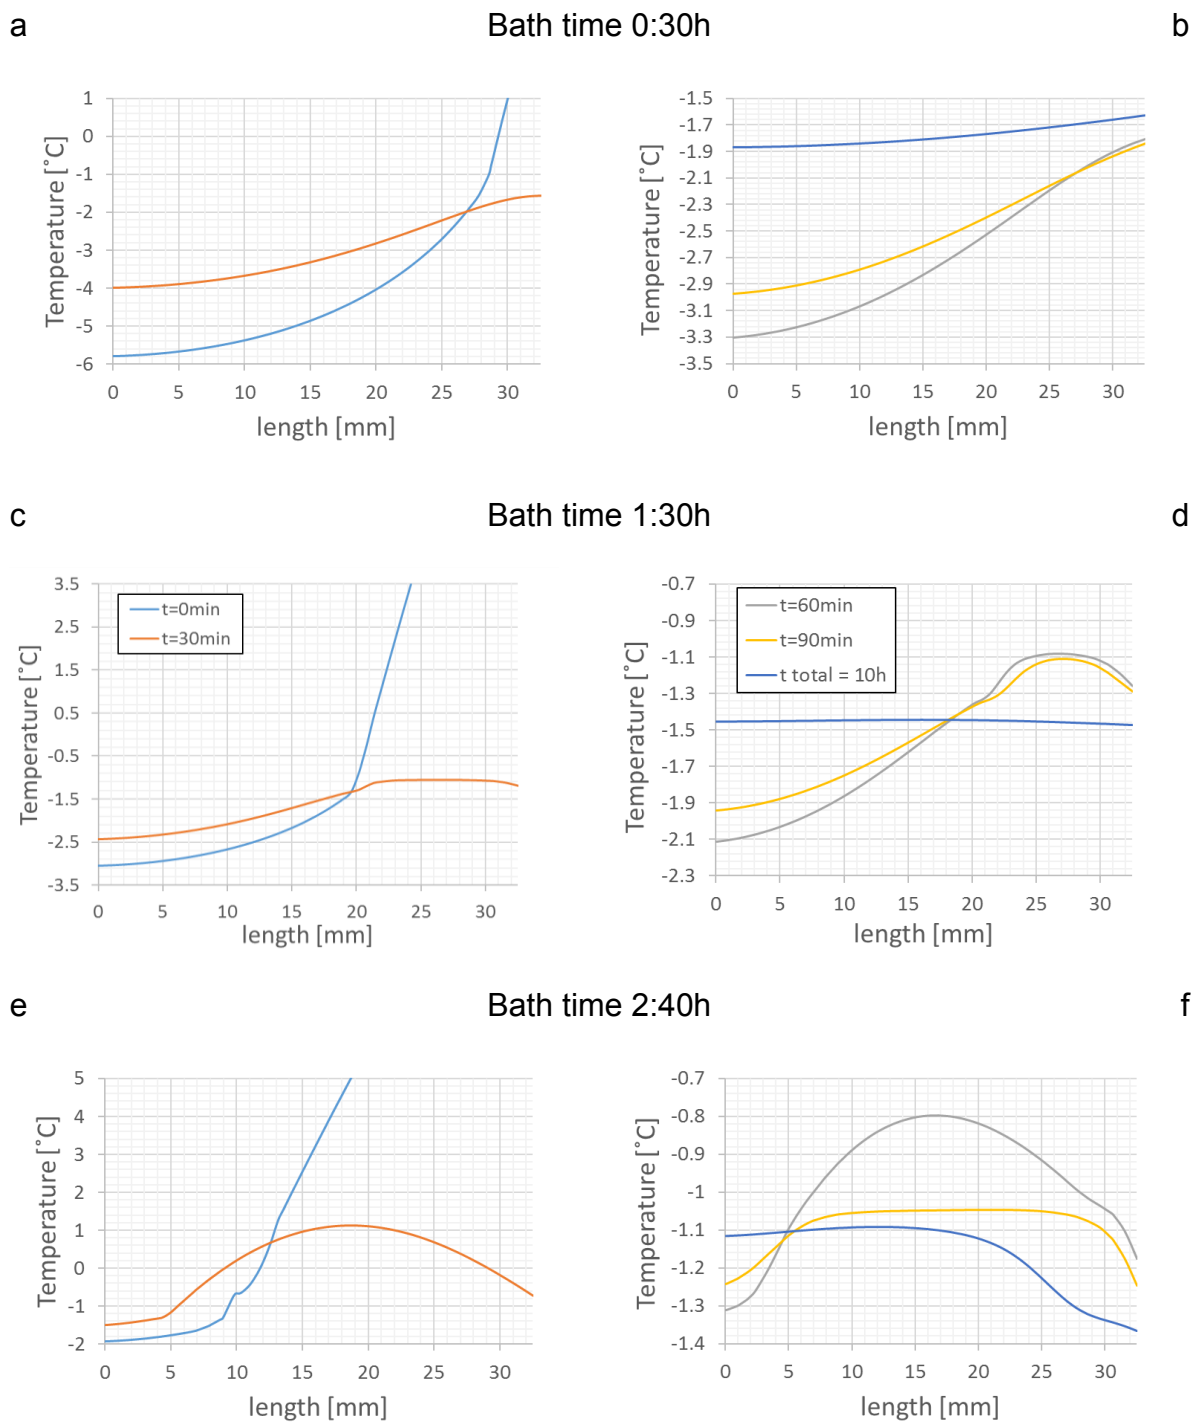 a Bath time 0:30h b
1
0
-1
-2
-3
-4
-5
-6
Temperature [˚C]
0 5 10 15 20 25 30
length [mm]
-1.5
-1.7
-1.9
-2.1
-2.3
-2.5
-2.7
-2.9
-3.1
-3.3
-3.5
Temperature [˚C]
0 5 10 15 20 25 30
length [mm]
c Bath time 1:30h d
3.5
2.5
1.5
0.5
-0.5
-1.5
-2.5
-3.5
Temperature [˚C]
t=0min
t=30min
0 5 10 15 20 25 30
length [mm]
-0.7
-0.9
-1.1
-1.3
-1.5
-1.7
-1.9
-2.1
-2.3
Temperature [˚C]
t=60min
t=90min
t total = 10h
0 5 10 15 20 25 30
length [mm]
e Bath time 2:40h f
5
4
3
2
1
0
-1
-2
Temperature [˚C]
0 5 10 15 20 25 30
length [mm]
-0.7
-0.8
-0.9
-1
-1.1
-1.2
-1.3
-1.4
Temperature [˚C]
0 5 10 15 20 25 30
length [mm]